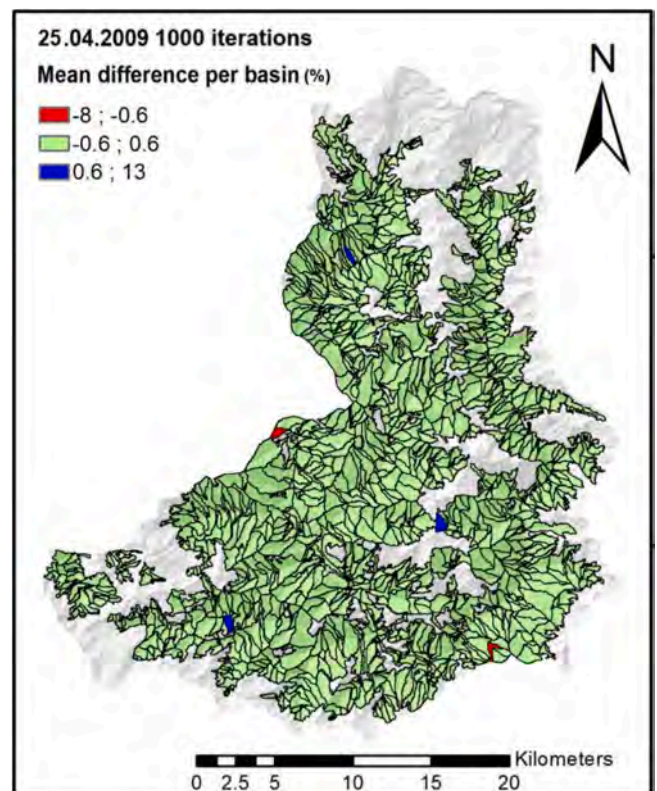 25.04.2009 1000 iterations
Mean difference per basin (%)
N
-8 ; -0.6
-0.6 ; 0.6
0.6 ; 13
Kilometers
0 2.5 5 10 15 20